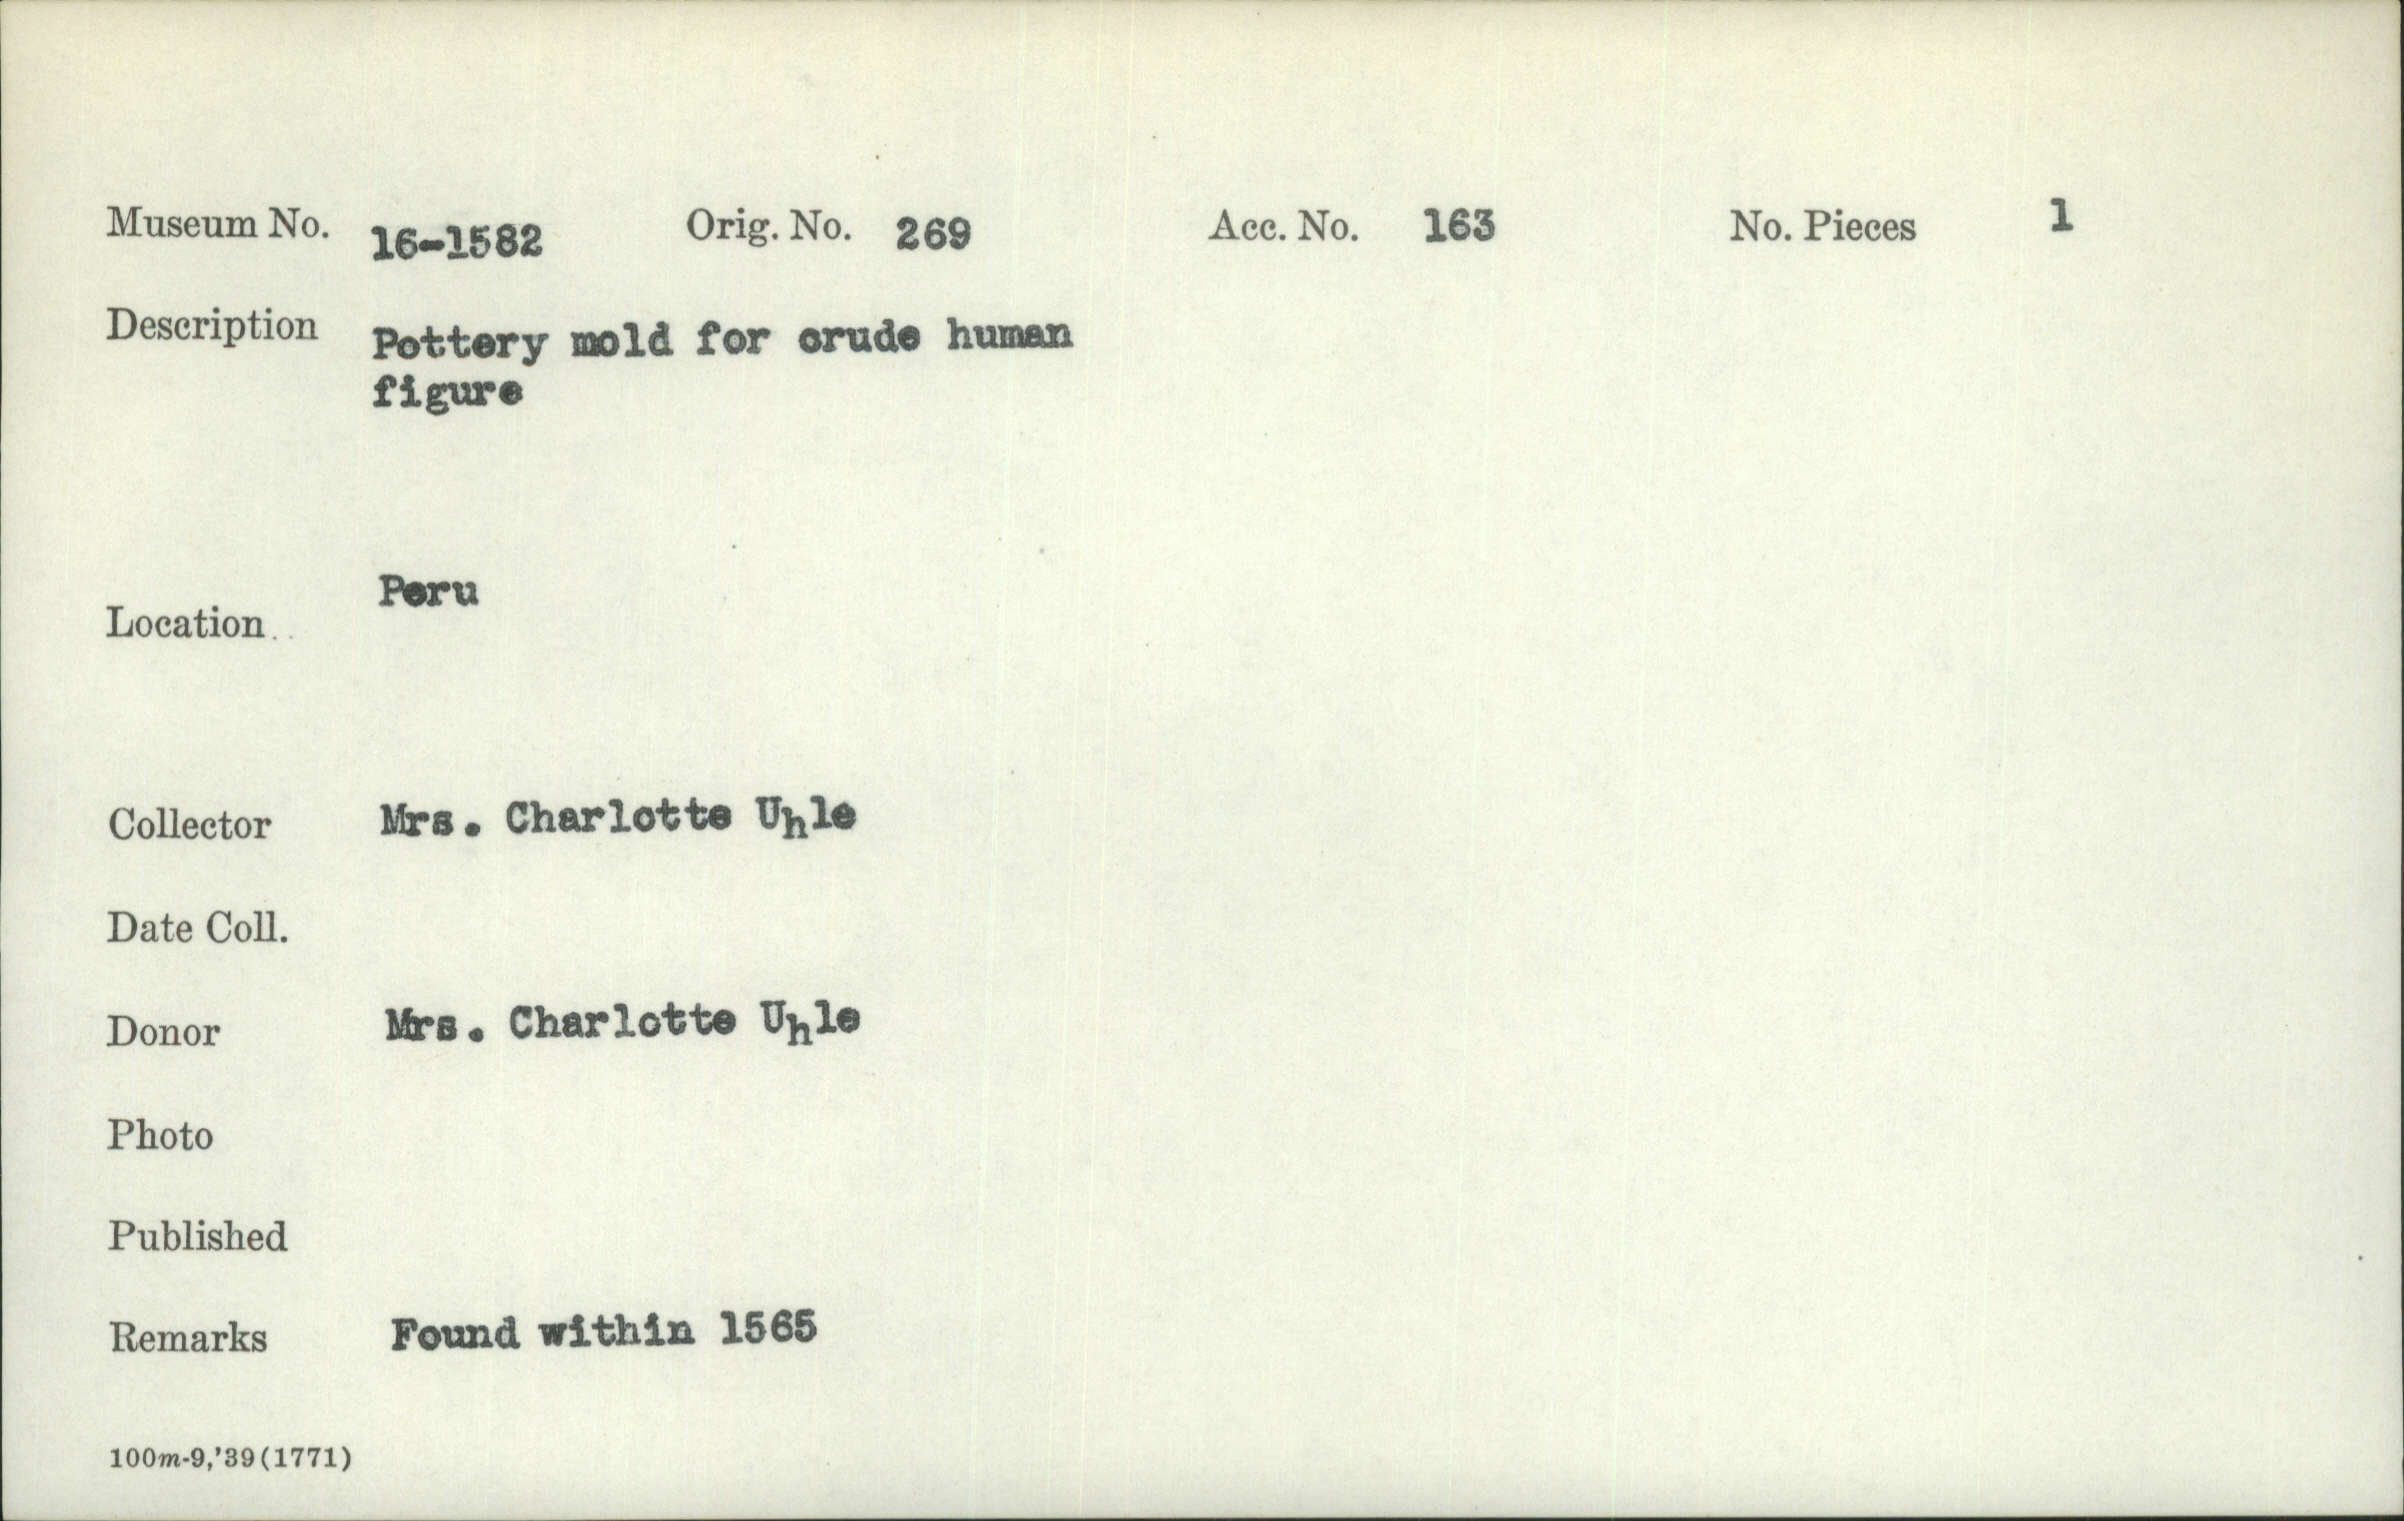 Museum No. 16-1582 Orig. No. 269 Acc. No. 163 No. Pieces 1
Description Pottery mold for crude human
figure
Peru
Location
Collector Mrs. Charlotte Uhle
Date Coll.
Donor Mrs. Charlotte Uhle
Photo
Published
Remarks Found within 1565
100m-9,'39(1771)